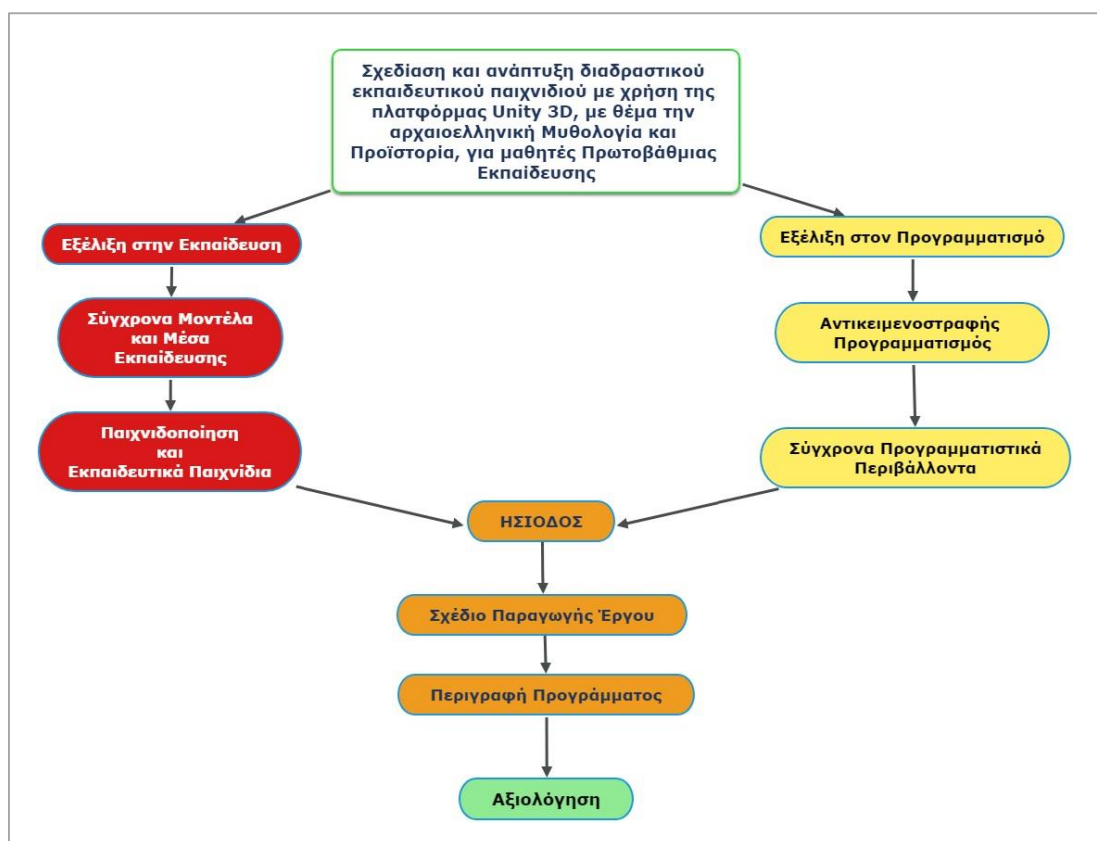 Σχεδίαση και ανάπτυξη διαδραστικού
εκπαιδευτικού παιχνιδιού με χρήση της
πλατφόρμας Unity 3D, με θέμα την
αρχαιοελληνική Μυθολογία και
Προϊστορία, για μαθητές Πρωτοβάθμιας
Εκπαίδευσης
Εξέλιξη στην Εκπαίδευση
Εξέλιξη στον Προγραμματισμό
Σύγχρονα Μοντέλα
και Μέσα
Εκπαίδευσης
Αντικειμενοστραφής
Προγραμματισμός
Παιχνιδοποίηση
και
Εκπαιδευτικά Παιχνίδια
Σύγχρονα Προγραμματιστικά
Περιβάλλοντα
ΗΣΙΟΔΟΣ
Σχέδιο Παραγωγής Έργου
Περιγραφή Προγράμματος
Αξιολόγηση